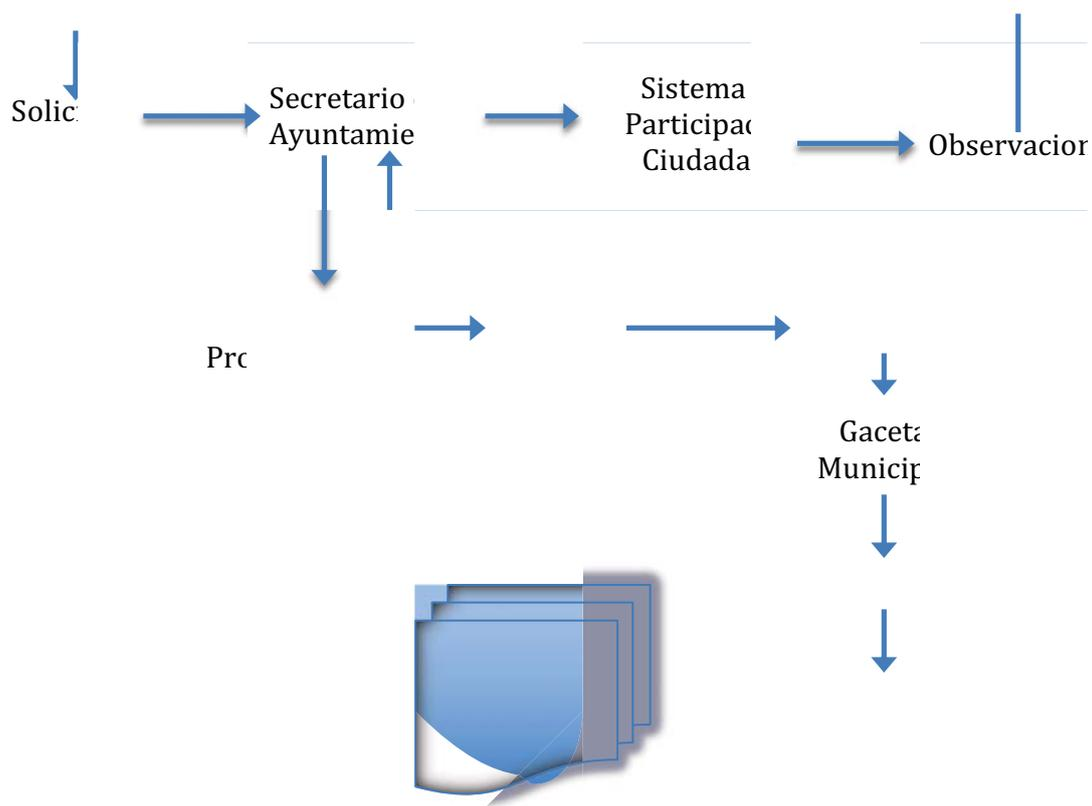 Solic
Secretario
Ayuntamie
Sistema
Participac
Ciudada
Observacion
Pro
Gaceta
Municip